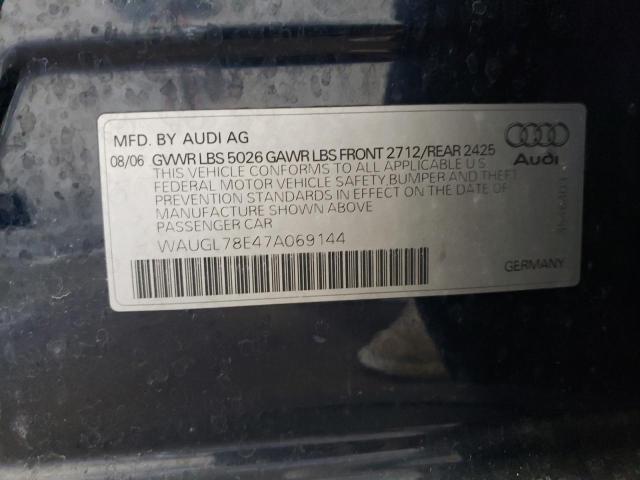 MFD. BY AUDI AG
08/06 GVWR LBS 5026 GAWR LBS FRONT 2712/REAR 2425
THIS VEHICLE CONFORMS TO ALL APPLICABLE U S
FEDERAL MOTOR VEHICLE SAFETY, BUMPER AND THEFT
PREVENTION STANDARDS IN EFFECT ON THE DATE OF
MANUFACTURE SHOWN ABOVE
PASSENGER CAR
WAUGL78E47A069144
Audi
GERMANY